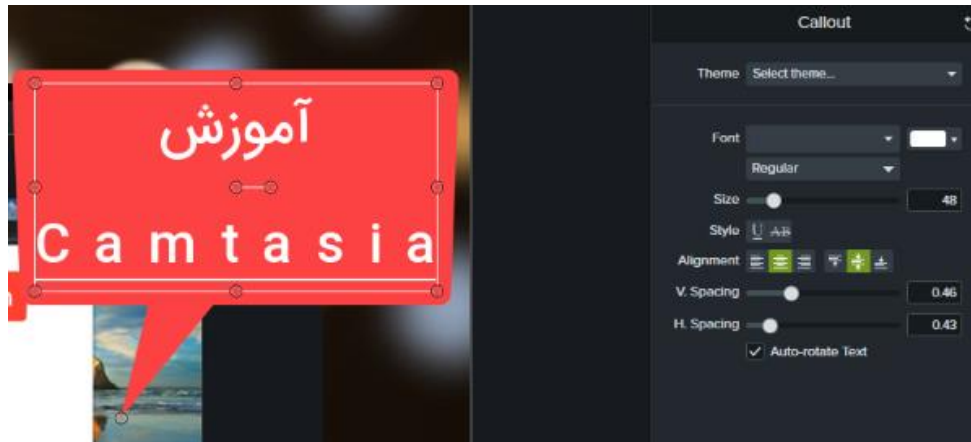 آموزش
Camtasia
Callout
Theme Select theme...
Font
Regular
Size 48
Style U AB
Alignment
V. Spacing 0.46
H. Spacing 0.43
Auto-rotate Text